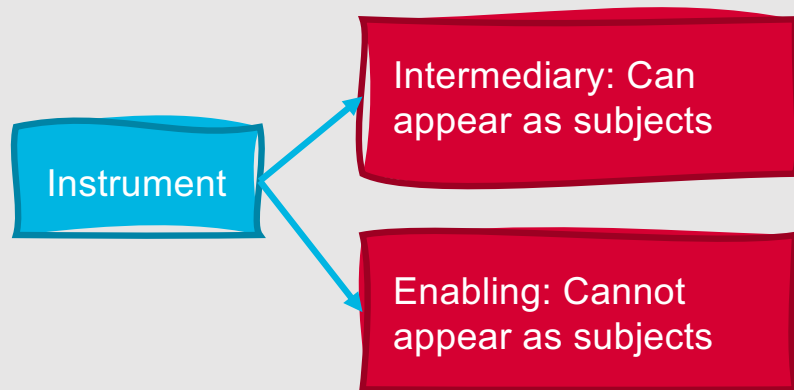 Instrument
Intermediary: Can
appear as subjects
Enabling: Cannot
appear as subjects